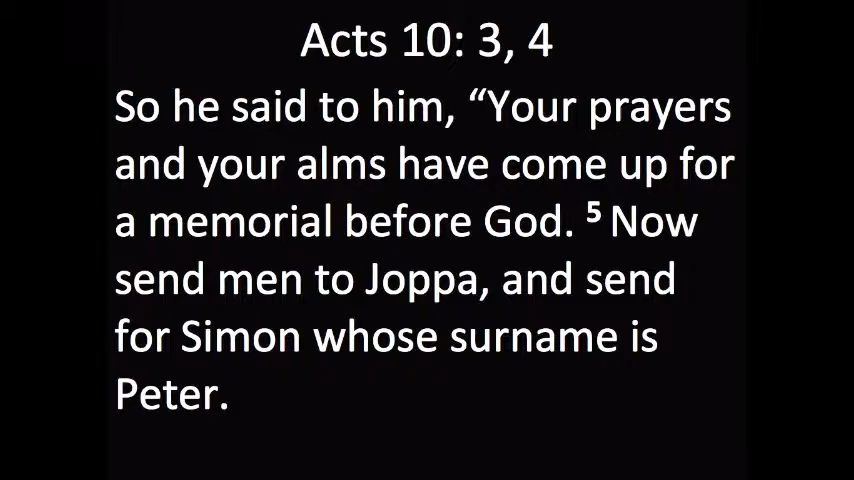 Acts 10: 3, 4
So he said to him, “Your prayers
and your alms have come up for
a memorial before God. ⁵ Now
send men to Joppa, and send
for Simon whose surname is
Peter.